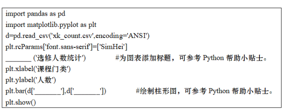 import pandas as pd
import matplotlib.pyplot as plt
d=pd.read_csv('xk_count.csv',encoding='ANSI')
plt.rcParams['font.sans-serif']=['SimHei']
________('选修人数统计') #为图表添加标题，可参考 Python 帮助小贴士。
plt.xlabel('课程门类')
plt.ylabel('人数')
plt.bar(d['________'],d['________']) #绘制柱形图，可参考 Python 帮助小贴士。
plt.show()